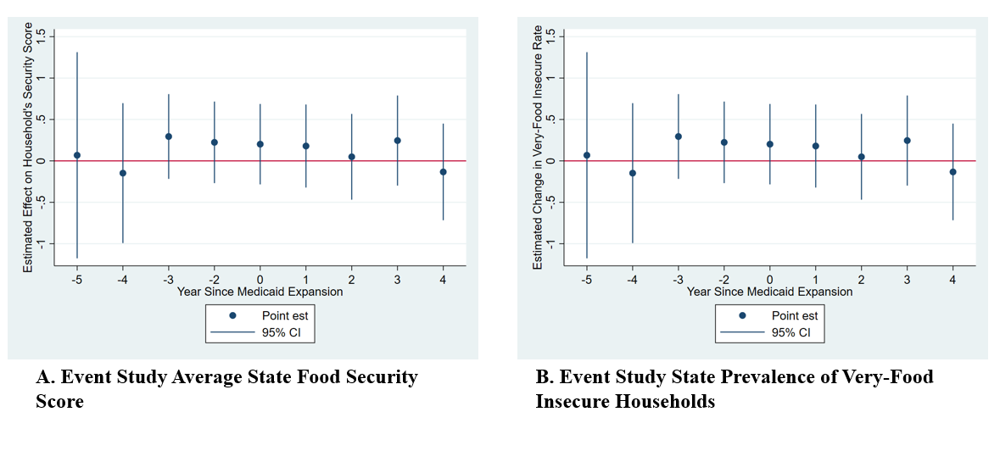 Estimated Effect on Household's Security Score
1.5
1
.5
0
-.5
-1
-5 -4 -3 -2 0 1 2 3 4
Year Since Medicaid Expansion
Point est
95% CI
A. Event Study Average State Food Security
Score
Estimated Change in Very-Food Insecure Rate
1.5
1
.5
0
-.5
-1
-5 -4 -3 -2 0 1 2 3 4
Year Since Medicaid Expansion
Point est
95% CI
B. Event Study State Prevalence of Very-Food
Insecure Households